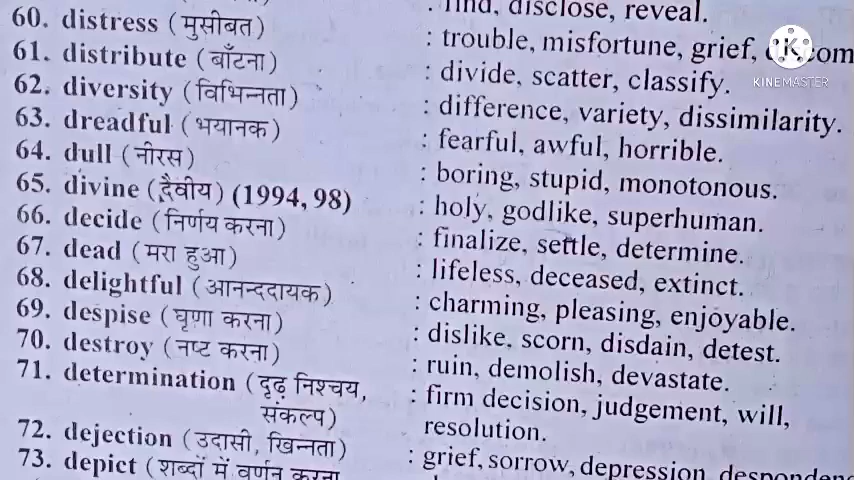 : find, disclose, reveal.
60. distress (मुसीबत) : trouble, misfortune, grief,
61. distribute (बाँटना) : divide, scatter, classify.
62. diversity (विभिन्नता) : difference, variety, dissimilarity.
63. dreadful (भयानक) : fearful, awful, horrible.
64. dull (नीरस) : boring, stupid, monotonous.
65. divine (दैवीय) (1994, 98) : holy, godlike, superhuman.
66. decide (निर्णय करना) : finalize, settle, determine.
67. dead (मरा हुआ) : lifeless, deceased, extinct.
68. delightful (आनन्ददायक) : charming, pleasing, enjoyable.
69. despise (घृणा करना) : dislike, scorn, disdain, detest.
70. destroy (नष्ट करना) : ruin, demolish, devastate.
71. determination (दृढ़ निश्चय, : firm decision, judgement, will,
संकल्प) resolution.
72. dejection (उदासी, खिन्नता) : grief, sorrow, depression, despondenc
73. depict (शब्दों में वर्णन करना
K
KINEMASTER